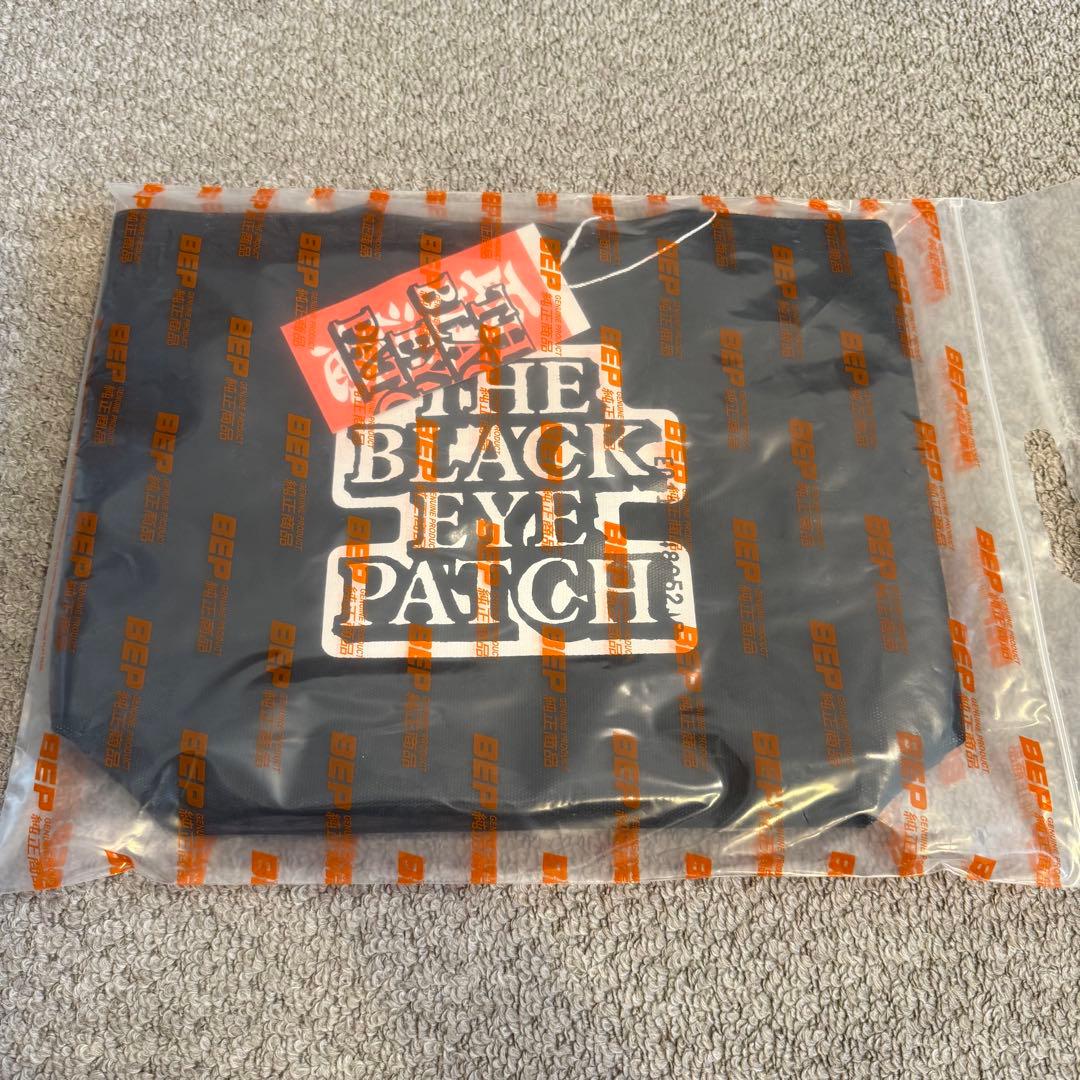 THE
BLACK
EYE
PATCH
BEP
GENUINE PRODUCT
純正商品